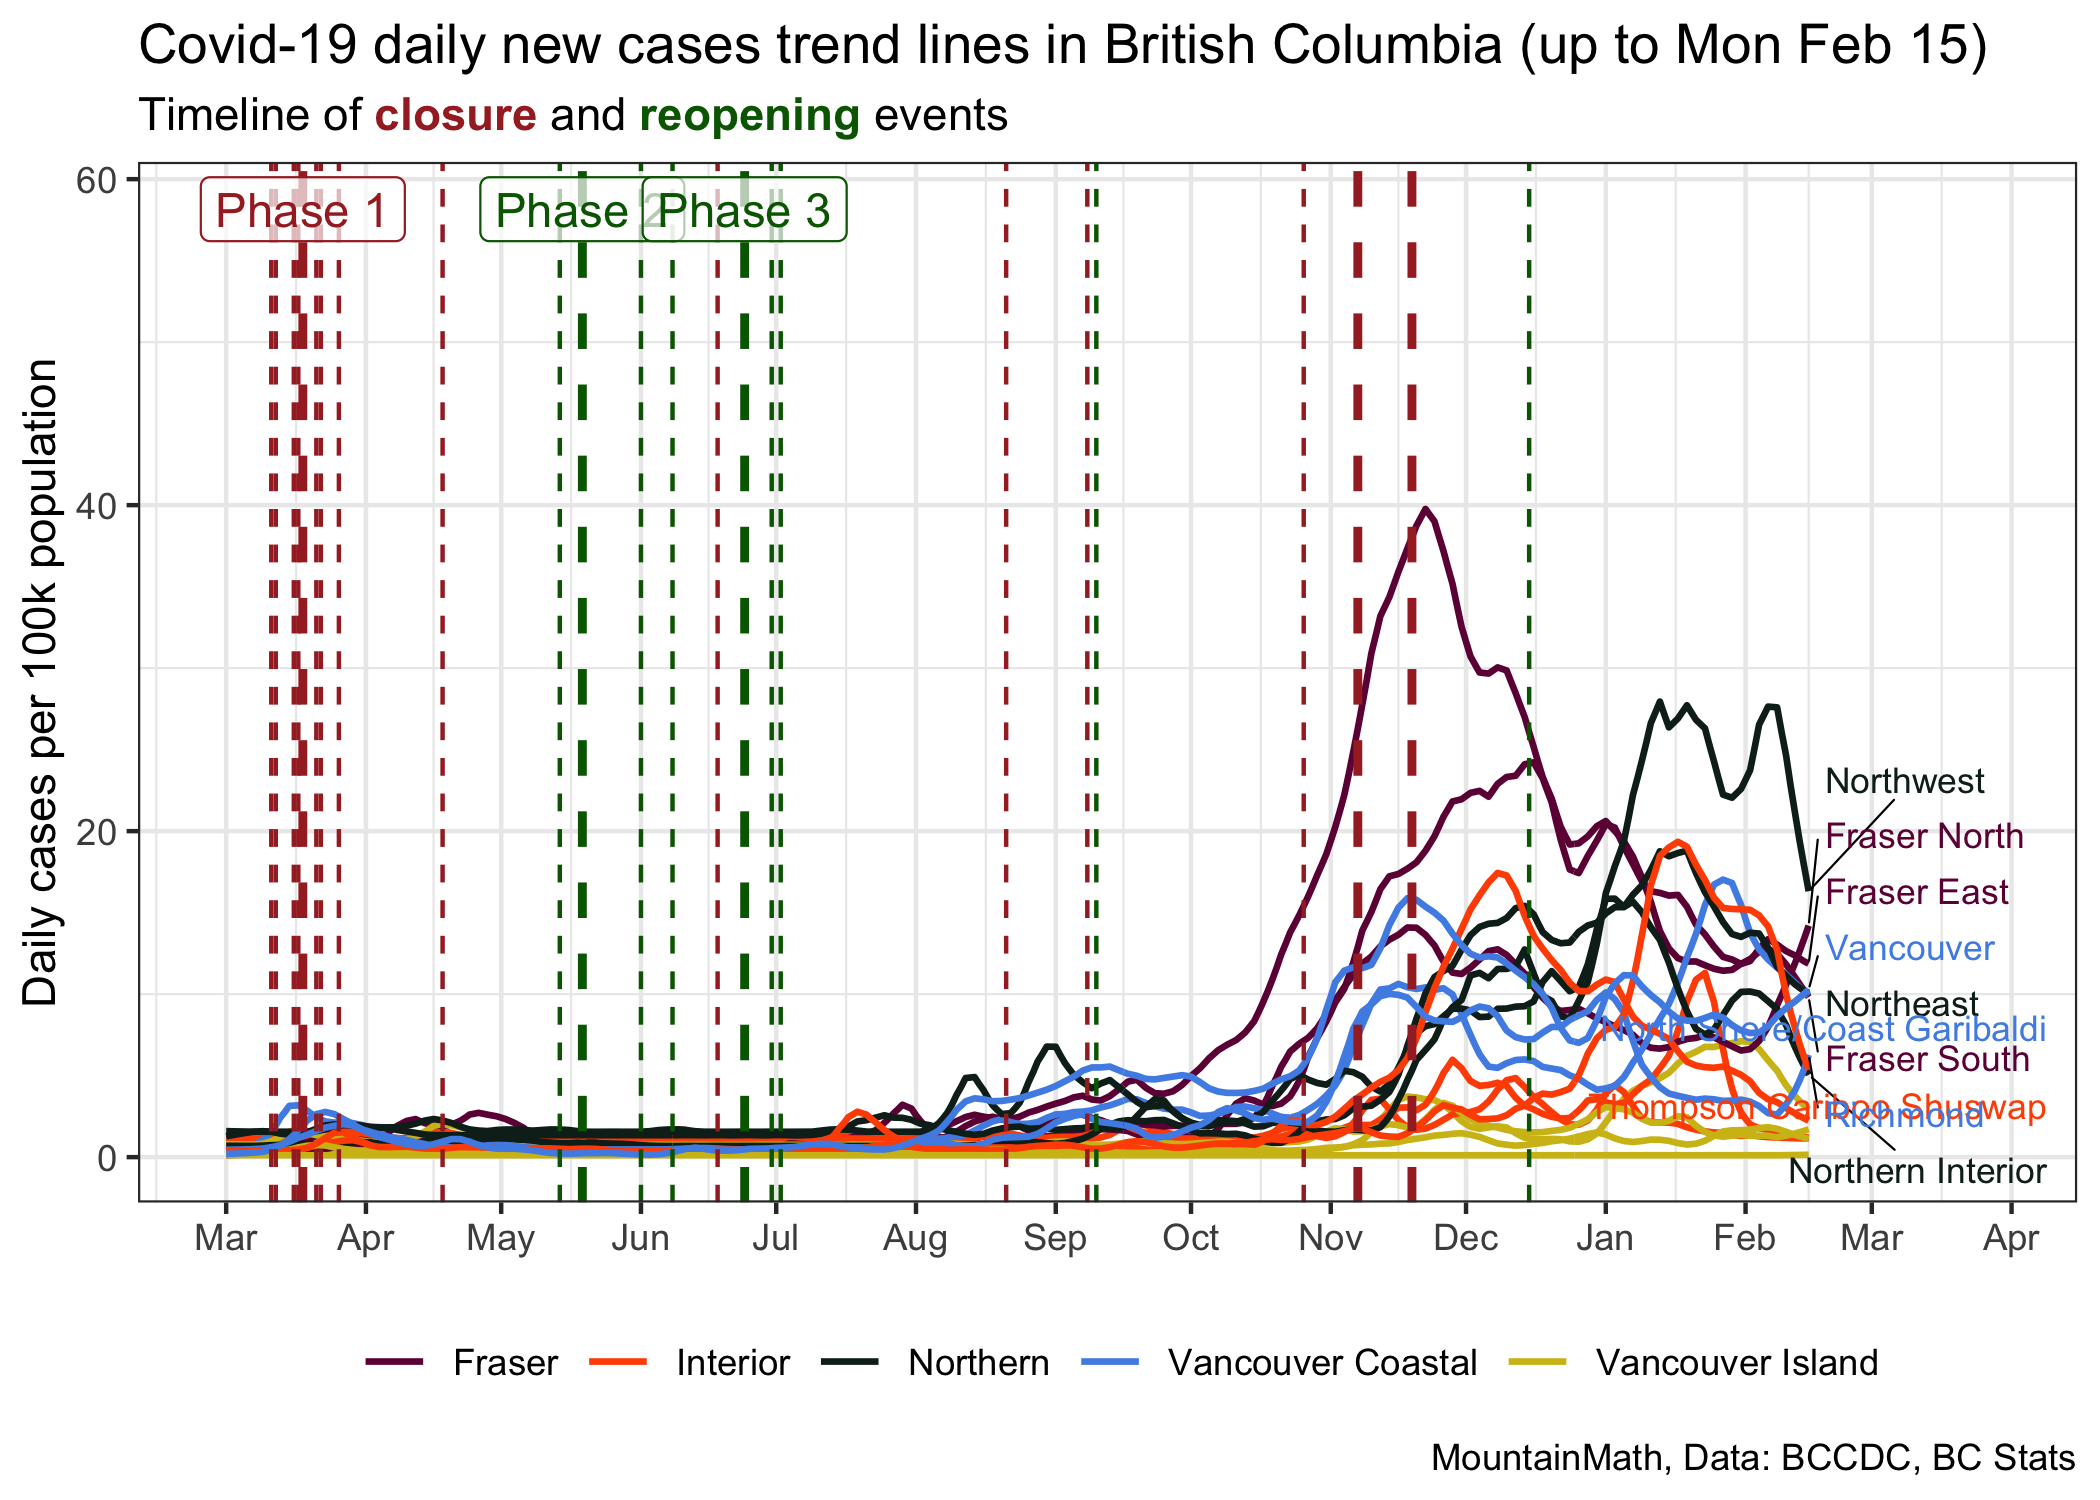 Covid-19 daily new cases trend lines in British Columbia (up to Mon Feb 15)
Timeline of closure and reopening events
Daily cases per 100k population
60
40
20
0
Phase 1
Phase 2
Phase 3
Northwest
Fraser North
Fraser East
Vancouver
Northeast
North Shore/Coast Garibaldi
Fraser South
Thompson Cariboo Shuswap
Richmond
Northern Interior
Mar Apr May Jun Jul Aug Sep Oct Nov Dec Jan Feb Mar Apr
Fraser Interior Northern Vancouver Coastal Vancouver Island
MountainMath, Data: BCCDC, BC Stats